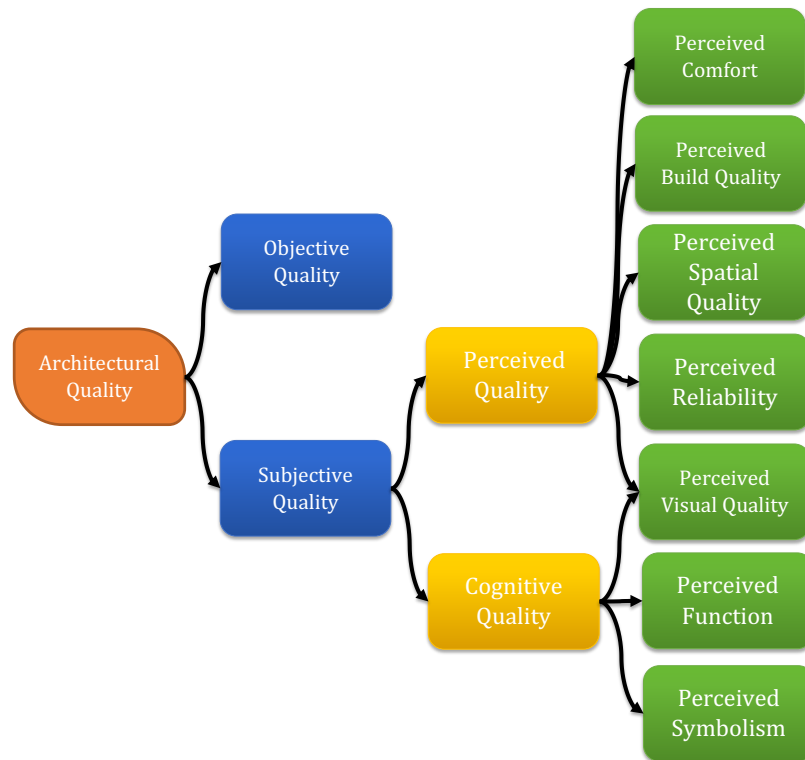 Architectural
Quality
Objective
Quality
Subjective
Quality
Perceived
Quality
Cognitive
Quality
Perceived
Comfort
Perceived
Build Quality
Perceived
Spatial
Quality
Perceived
Reliability
Perceived
Visual Quality
Perceived
Function
Perceived
Symbolism